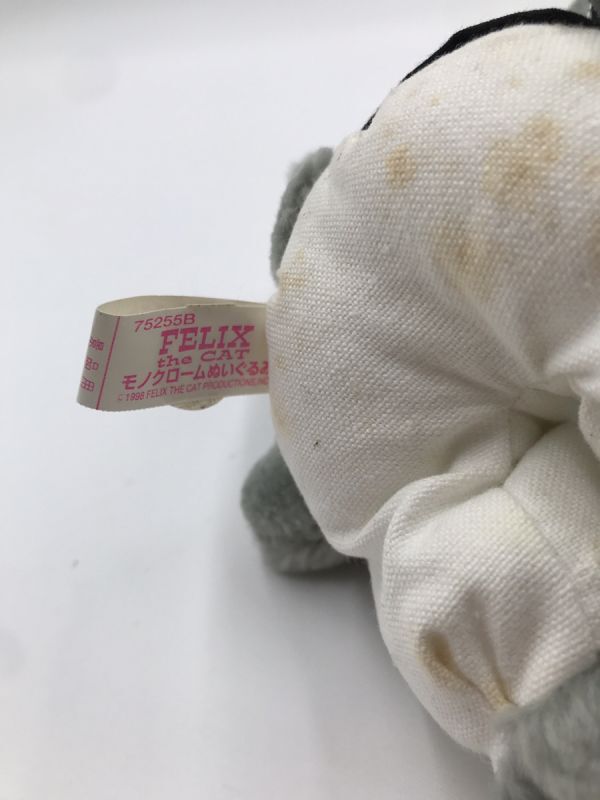 75255B
FELIX
the CAT
モノクロームぬいぐるみ
© 1998 FELIX THE CAT PRODUCTIONS, INC